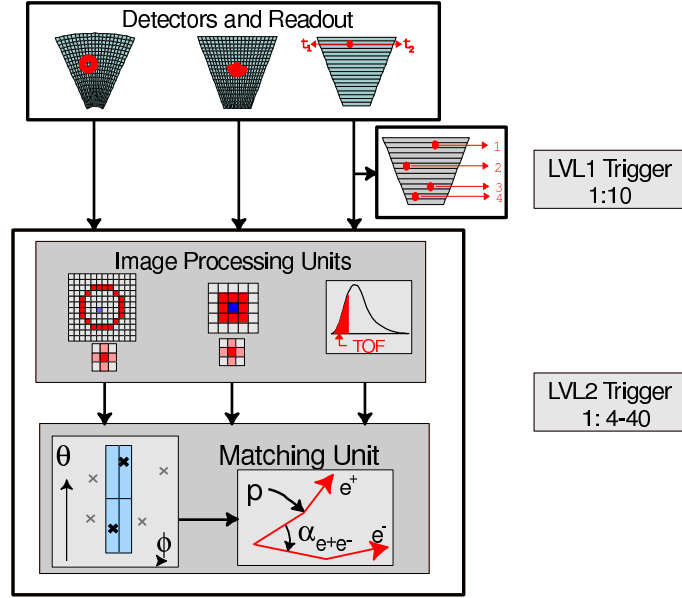 Detectors and Readout
t1 t2
1
2
3
4
LVL1 Trigger
1:10
Image Processing Units
TOF
LVL2 Trigger
1: 4-40
Matching Unit
θ
ϕ
p
e+
αe+e-
e-